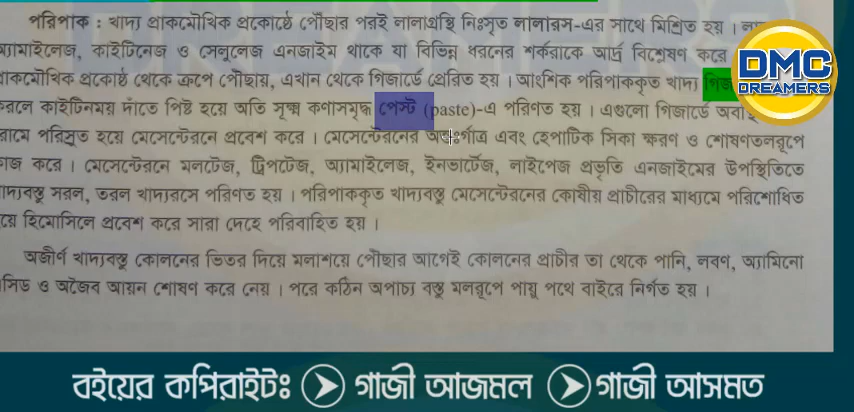 পরিপাক : খাদ্য প্রাকমৌখিক প্রকোষ্ঠে পৌঁছার পরই লালাগ্রন্থি নিঃসৃত লালারস-এর সাথে মিশ্রিত হয় ।
অ্যামাইলেজ, কাইটিনেজ ও সেলুলেজ এনজাইম থাকে যা বিভিন্ন ধরনের শর্করাকে আর্দ্র বিশ্লেষণ করে
প্রাকমৌখিক প্রকোষ্ঠ থেকে ক্রপে পৌঁছায়, এখান থেকে গিজার্ডে প্রেরিত হয় । আংশিক পরিপাককৃত খাদ্য
কাইটিনময় দাঁতে পিষ্ট হয়ে অতি সূক্ষ্ম কণাসমৃদ্ধ পেস্ট (paste)-এ পরিণত হয় । এগুলো গিজার্ডে
পরিস্রুত হয়ে মেসেন্টেরনে প্রবেশ করে । মেসেন্টেরনের অন্তঃগাত্র এবং হেপাটিক সিকা ক্ষরণ ও শোষণতলরূপে
কাজ করে । মেসেন্টেরনে মলটেজ, ট্রিপটেজ, অ্যামাইলেজ, ইনভার্টেজ, লাইপেজ প্রভৃতি এনজাইমের উপস্থিতিতে
খাদ্যবস্তু সরল, তরল খাদ্যরসে পরিণত হয় । পরিপাককৃত খাদ্যবস্তু মেসেন্টেরনের কোষীয় প্রাচীরের মাধ্যমে পরিশোধিত
হয়ে হিমোসিলে প্রবেশ করে সারা দেহে পরিবাহিত হয় ।
অজীর্ণ খাদ্যবস্তু কোলনের ভিতর দিয়ে মলাশয়ে পৌঁছার আগেই কোলনের প্রাচীর তা থেকে পানি, লবণ, অ্যামিনো
এসিড ও অজৈব আয়ন শোষণ করে নেয় । পরে কঠিন অপাচ্য বস্তু মলরূপে পায়ু পথে বাইরে নির্গত হয় ।
DMC
DREAMERS
বইয়ের কপিরাইটঃ গাজী আজমল গাজী আসমত